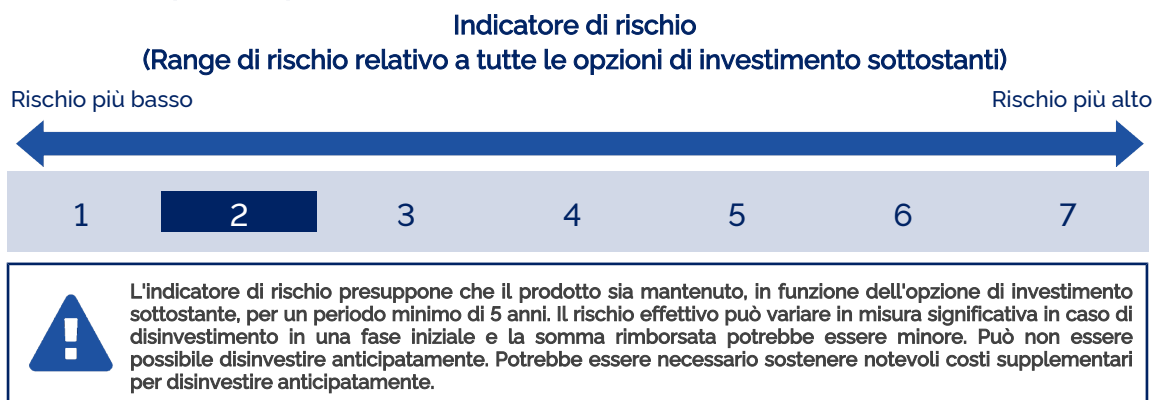 Indicatore di rischio
(Range di rischio relativo a tutte le opzioni di investimento sottostanti)
Rischio più basso Rischio più alto
1 2 3 4 5 6 7
L'indicatore di rischio presuppone che il prodotto sia mantenuto, in funzione dell'opzione di investimento
sottostante, per un periodo minimo di 5 anni. Il rischio effettivo può variare in misura significativa in caso di
disinvestimento in una fase iniziale e la somma rimborsata potrebbe essere minore. Può non essere
possibile disinvestire anticipatamente. Potrebbe essere necessario sostenere notevoli costi supplementari
per disinvestire anticipatamente.